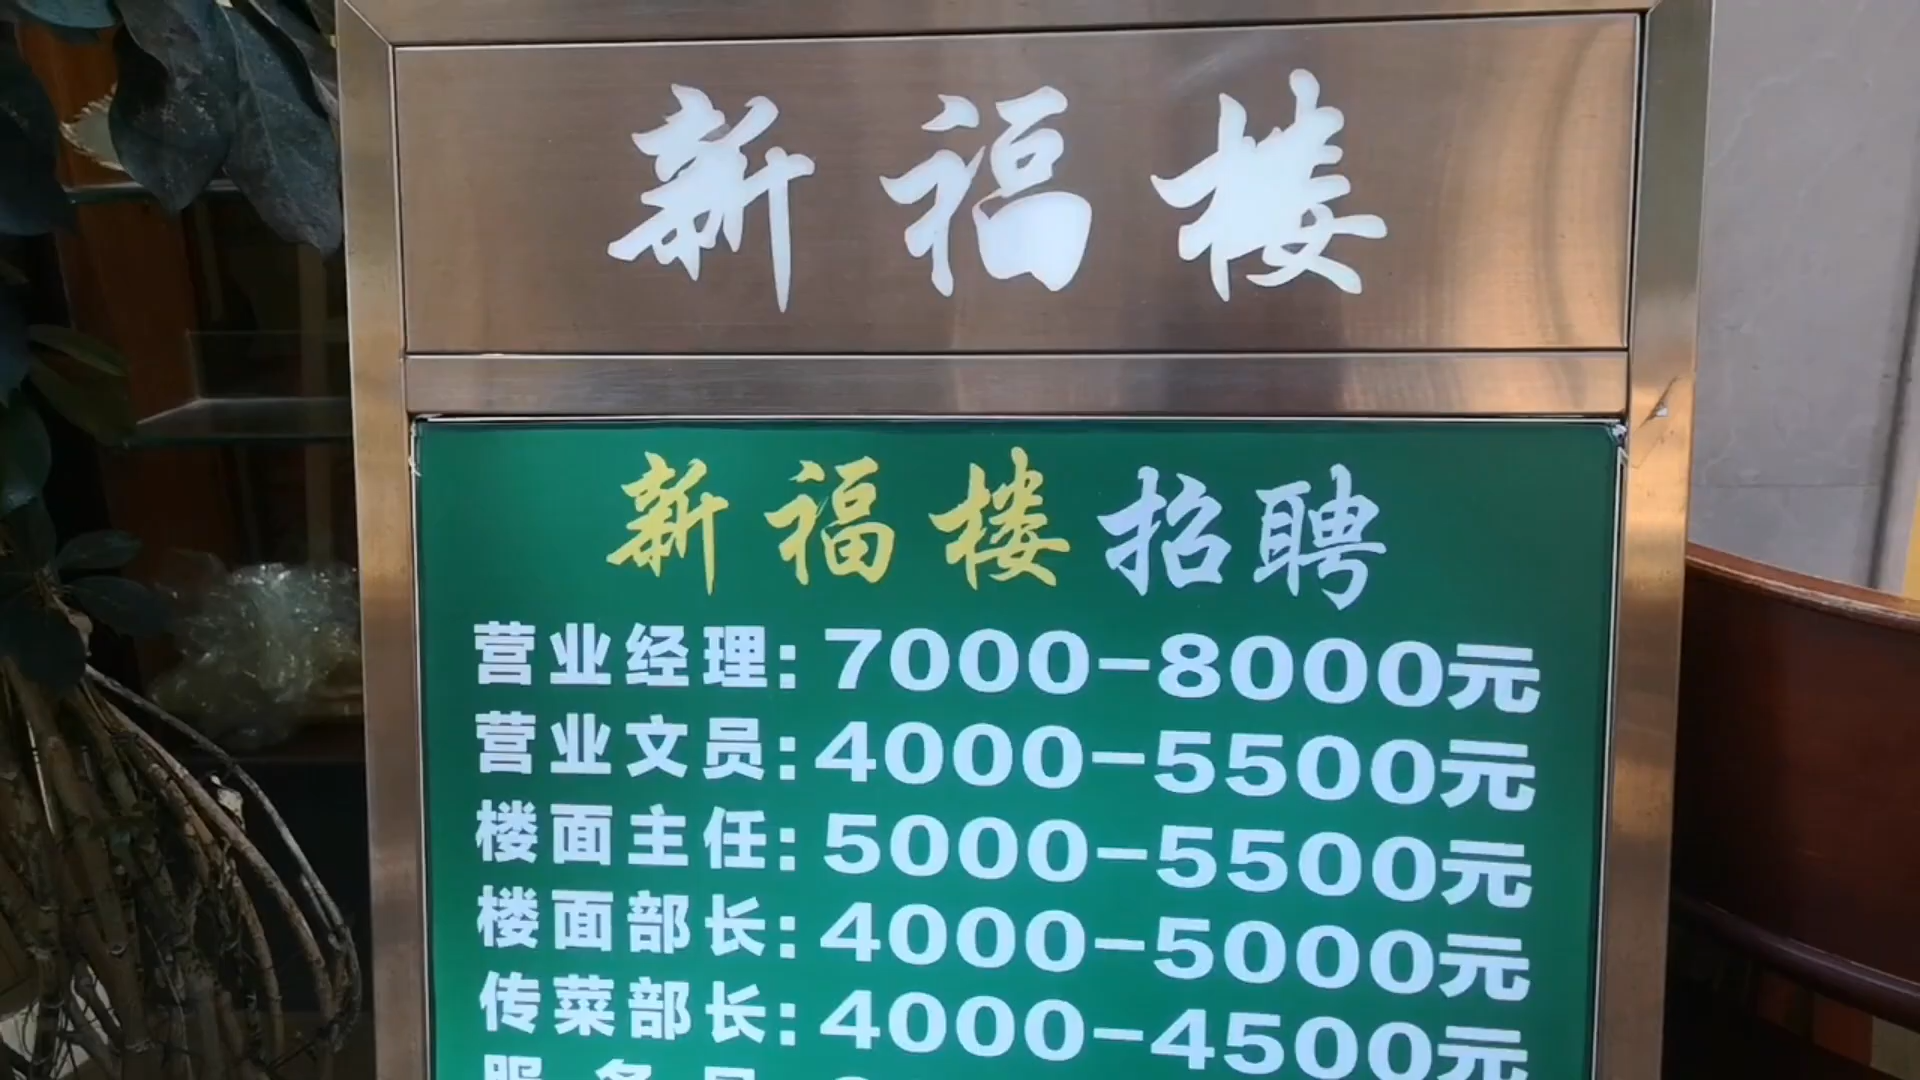 新福楼
新福楼招聘
营业经理:7000-8000元
营业文员:4000-5500元
楼面主任:5000-5500元
楼面部长:4000-5000元
传菜部长:4000-4500元